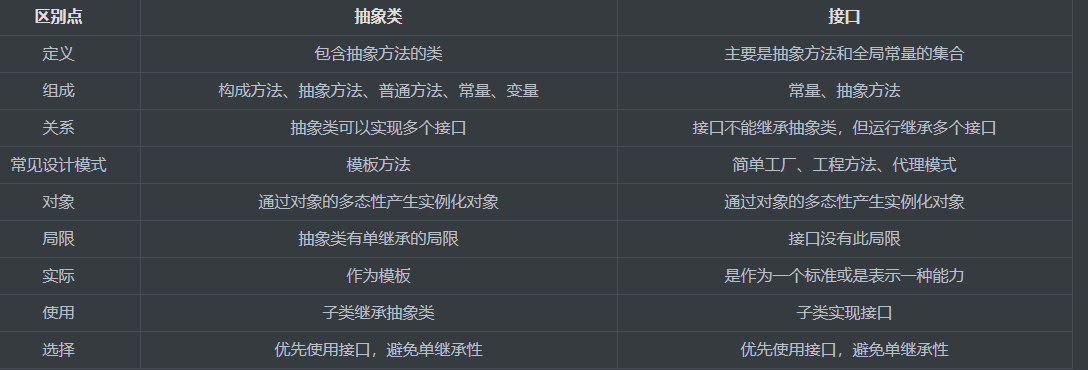 区别点 抽象类 接口
定义 包含抽象方法的类 主要是抽象方法和全局常量的集合
组成 构成方法、抽象方法、普通方法、常量、变量 常量、抽象方法
关系 抽象类可以实现多个接口 接口不能继承抽象类，但运行继承多个接口
常见设计模式 模板方法 简单工厂、工程方法、代理模式
对象 通过对象的多态性产生实例化对象 通过对象的多态性产生实例化对象
局限 抽象类有单继承的局限 接口没有此局限
实际 作为模板 是作为一个标准或是表示一种能力
使用 子类继承抽象类 子类实现接口
选择 优先使用接口，避免单继承性 优先使用接口，避免单继承性